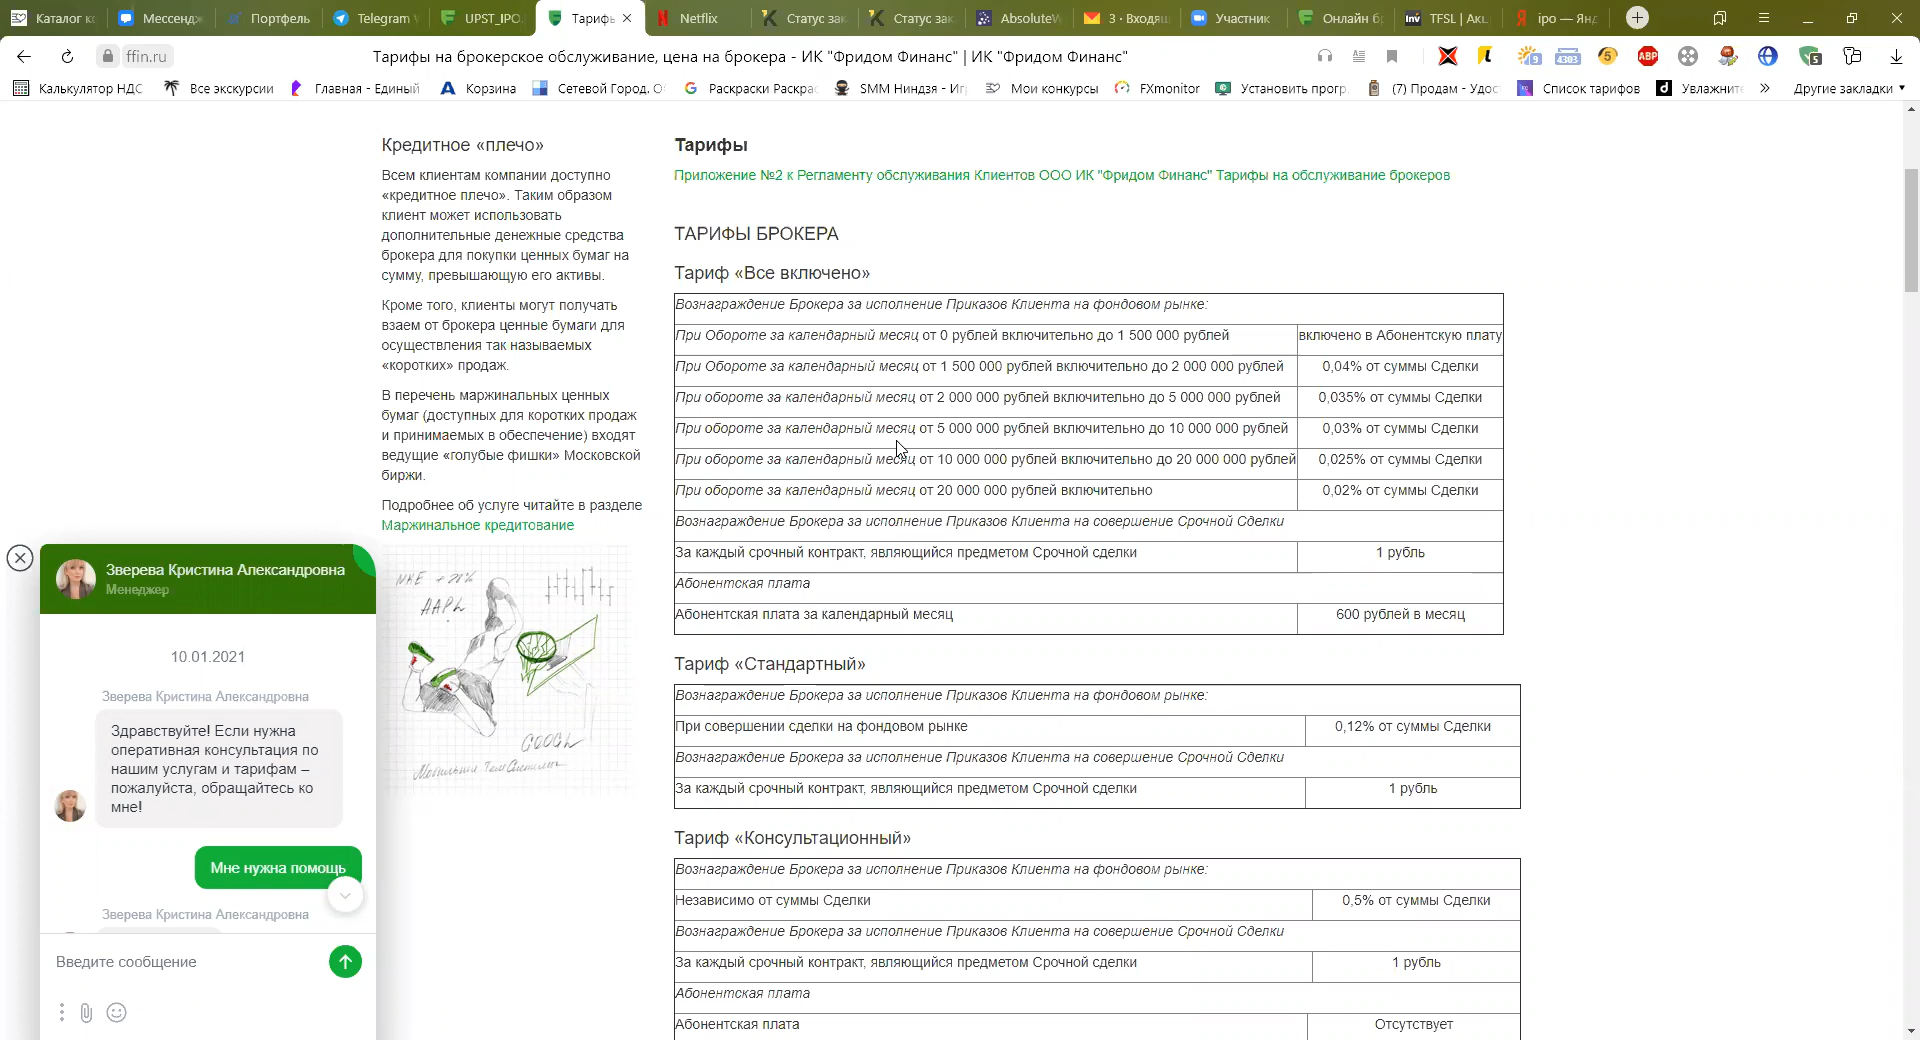 Каталог ко
Мессендж
Портфель
Telegram
UPST_IPO.
Тарифь
Netflix
Статус зак
Статус зак
AbsoluteW
3 · Входящ
Участник
Онлайн б
TFSL | Акц
ipo — Янд
ffin.ru
Тарифы на брокерское обслуживание, цена на брокера - ИК "Фридом Финанс" | ИК "Фридом Финанс"
9
4303
5
ABP
5
Калькулятор НДС
Все экскурсии
Главная - Единый
Корзина
Сетевой Город. О
Раскраски Раскрас
SMM Ниндзя - Иг
Мои конкурсы
FXmonitor
Установить прогр.
(7) Продам - Удос
Список тарифов
Увлажните
»
Другие закладки
Кредитное «плечо»
Всем клиентам компании доступно
«кредитное плечо». Таким образом
клиент может использовать
дополнительные денежные средства
брокера для покупки ценных бумаг на
сумму, превышающую его активы.
Кроме того, клиенты могут получать
взаем от брокера ценные бумаги для
осуществления так называемых
«коротких» продаж.
В перечень маржинальных ценных
бумаг (доступных для коротких продаж
и принимаемых в обеспечение) входят
ведущие «голубые фишки» Московской
биржи.
Подробнее об услуге читайте в разделе
Маржинальное кредитование
NKE + 28%
AAPL
GOOGL
Тарифы
Приложение №2 к Регламенту обслуживания Клиентов ООО ИК "Фридом Финанс" Тарифы на обслуживание брокеров
ТАРИФЫ БРОКЕРА
Тариф «Все включено»
Вознаграждение Брокера за исполнение Приказов Клиента на фондовом рынке:
При Обороте за календарный месяц от 0 рублей включительно до 1 500 000 рублей включено в Абонентскую плату
При Обороте за календарный месяц от 1 500 000 рублей включительно до 2 000 000 рублей 0,04% от суммы Сделки
При обороте за календарный месяц от 2 000 000 рублей включительно до 5 000 000 рублей 0,035% от суммы Сделки
При обороте за календарный месяц от 5 000 000 рублей включительно до 10 000 000 рублей 0,03% от суммы Сделки
При обороте за календарный месяц от 10 000 000 рублей включительно до 20 000 000 рублей 0,025% от суммы Сделки
При обороте за календарный месяц от 20 000 000 рублей включительно 0,02% от суммы Сделки
Вознаграждение Брокера за исполнение Приказов Клиента на совершение Срочной Сделки
За каждый срочный контракт, являющийся предметом Срочной сделки 1 рубль
Абонентская плата
Абонентская плата за календарный месяц 600 рублей в месяц
Тариф «Стандартный»
Вознаграждение Брокера за исполнение Приказов Клиента на фондовом рынке:
При совершении сделки на фондовом рынке 0,12% от суммы Сделки
Вознаграждение Брокера за исполнение Приказов Клиента на совершение Срочной Сделки
За каждый срочный контракт, являющийся предметом Срочной сделки 1 рубль
Тариф «Консультационный»
Вознаграждение Брокера за исполнение Приказов Клиента на фондовом рынке:
Независимо от суммы Сделки 0,5% от суммы Сделки
Вознаграждение Брокера за исполнение Приказов Клиента на совершение Срочной Сделки
За каждый срочный контракт, являющийся предметом Срочной сделки 1 рубль
Абонентская плата
Абонентская плата Отсутствует
Зверева Кристина Александровна
Менеджер
10.01.2021
Зверева Кристина Александровна
Здравствуйте! Если нужна
оперативная консультация по
нашим услугам и тарифам –
пожалуйста, обращайтесь ко
мне!
Мне нужна помощь
Зверева Кристина Александровна
Введите сообщение